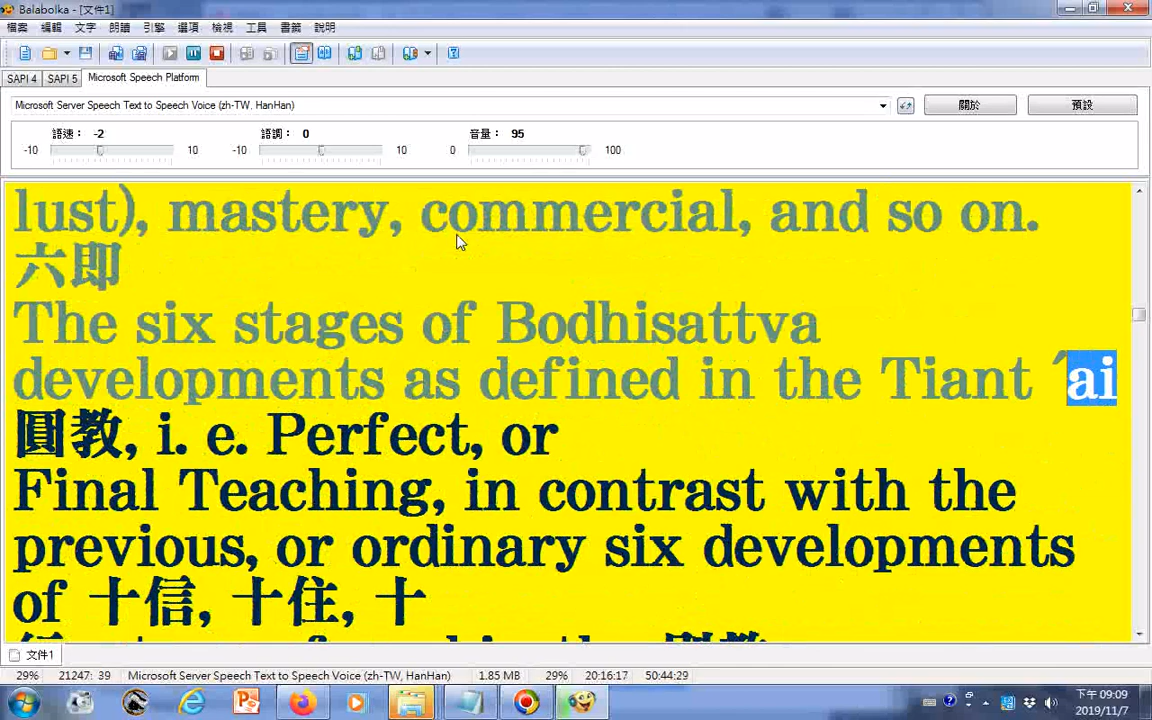 Balabolka - [文件1]
檔案 編輯 文字 朗讀 引擎 選項 檢視 工具 書籤 說明
SAPI 4 SAPI 5 Microsoft Speech Platform
Microsoft Server Speech Text to Speech Voice (zh-TW, HanHan)
關於 預設
語速： -2 語調： 0 音量： 95
-10 10 -10 10 0 100
lust), mastery, commercial, and so on.
六即
The six stages of Bodhisattva
developments as defined in the Tiant ´ai
圓教, i. e. Perfect, or
Final Teaching, in contrast with the
previous, or ordinary six developments
of 十信, 十住, 十
文件1
29% 21247: 39 Microsoft Server Speech Text to Speech Voice (zh-TW, HanHan) 1.85 MB 29% 20:16:17 50:44:29
下午 09:09
2019/11/7